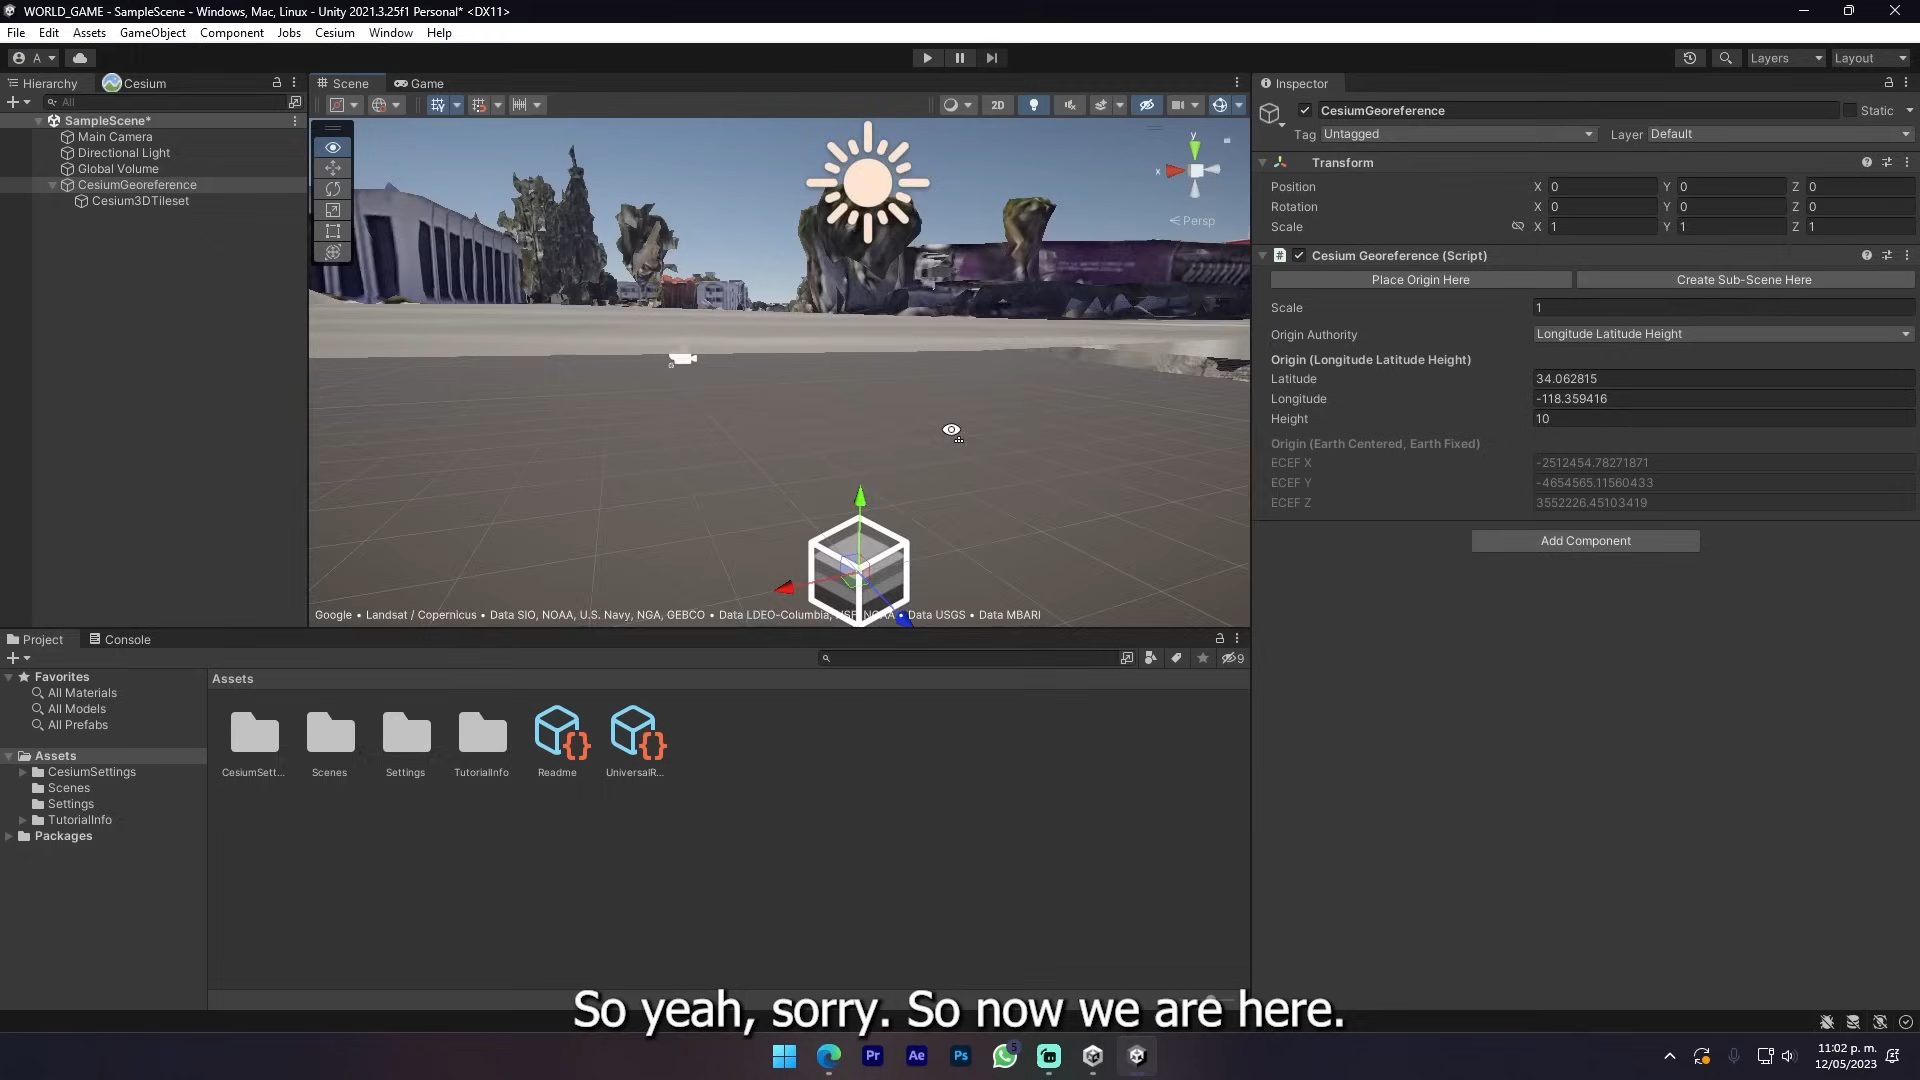 WORLD_GAME - SampleScene - Windows, Mac, Linux - Unity 2021.3.25f1 Personal* <DX11>
File Edit Assets GameObject Component Jobs Cesium Window Help
A Layers Layout
Hierarchy Cesium Scene Game Inspector
All 2D
SampleScene*
Main Camera
Directional Light
Global Volume
CesiumGeoreference
Cesium3DTileset
y
x
Persp
Google • Landsat / Copernicus • Data SIO, NOAA, U.S. Navy, NGA, GEBCO • Data LDEO-Columbia, NSF, NOAA • Data USGS • Data MBARI
CesiumGeoreference Static
Tag Untagged Layer Default
Transform
Position X 0 Y 0 Z 0
Rotation X 0 Y 0 Z 0
Scale X 1 Y 1 Z 1
# Cesium Georeference (Script)
Place Origin Here Create Sub-Scene Here
Scale 1
Origin Authority Longitude Latitude Height
Origin (Longitude Latitude Height)
Latitude 34.062815
Longitude -118.359416
Height 10
Origin (Earth Centered, Earth Fixed)
ECEF X -2512454.78271871
ECEF Y -4654565.11560433
ECEF Z 3552226.45103419
Add Component
Project Console
9
Favorites
All Materials
All Models
All Prefabs
Assets
CesiumSettings
Scenes
Settings
TutorialInfo
Packages
Assets
CesiumSett... Scenes Settings TutorialInfo Readme UniversalR...
So yeah, sorry. So now we are here.
Pr Ae Ps 5
11:02 p. m.
12/05/2023